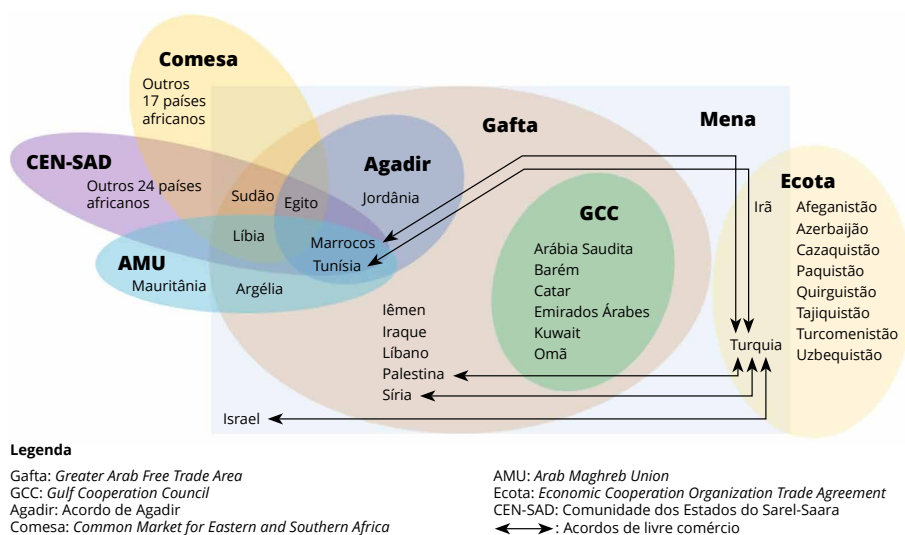 Comesa
Outros
17 países
africanos
Gafta
Mena
CEN-SAD
Outros 24 países
africanos
Agadir
Sudão
Egito
Jordânia
Líbia
Marrocos
Tunísia
AMU
Mauritânia
Argélia
GCC
Arábia Saudita
Barém
Catar
Emirados Árabes
Kuwait
Omã
Iêmen
Iraque
Líbano
Palestina
Síria
Israel
Ecota
Irã
Afeganistão
Azerbaijão
Cazaquistão
Paquistão
Quirguistão
Tajiquistão
Turcomenistão
Uzbequistão
Turquia
Legenda
Gafta: Greater Arab Free Trade Area
GCC: Gulf Cooperation Council
Agadir: Acordo de Agadir
Comesa: Common Market for Eastern and Southern Africa
AMU: Arab Maghreb Union
Ecota: Economic Cooperation Organization Trade Agreement
CEN-SAD: Comunidade dos Estados do Sarel-Saara
: Acordos de livre comércio